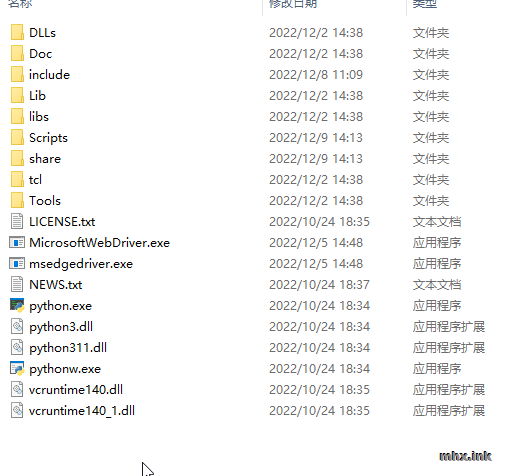 名称 修改日期 类型
DLLs 2022/12/2 14:38 文件夹
Doc 2022/12/2 14:38 文件夹
include 2022/12/8 11:09 文件夹
Lib 2022/12/2 14:38 文件夹
libs 2022/12/2 14:38 文件夹
Scripts 2022/12/9 14:13 文件夹
share 2022/12/9 14:13 文件夹
tcl 2022/12/2 14:38 文件夹
Tools 2022/12/2 14:38 文件夹
LICENSE.txt 2022/10/24 18:35 文本文档
MicrosoftWebDriver.exe 2022/12/5 14:48 应用程序
msedgedriver.exe 2022/12/5 14:48 应用程序
NEWS.txt 2022/10/24 18:37 文本文档
python.exe 2022/10/24 18:34 应用程序
python3.dll 2022/10/24 18:34 应用程序扩展
python311.dll 2022/10/24 18:34 应用程序扩展
pythonw.exe 2022/10/24 18:34 应用程序
vcruntime140.dll 2022/10/24 18:35 应用程序扩展
vcruntime140_1.dll 2022/10/24 18:35 应用程序扩展
mhx.ink